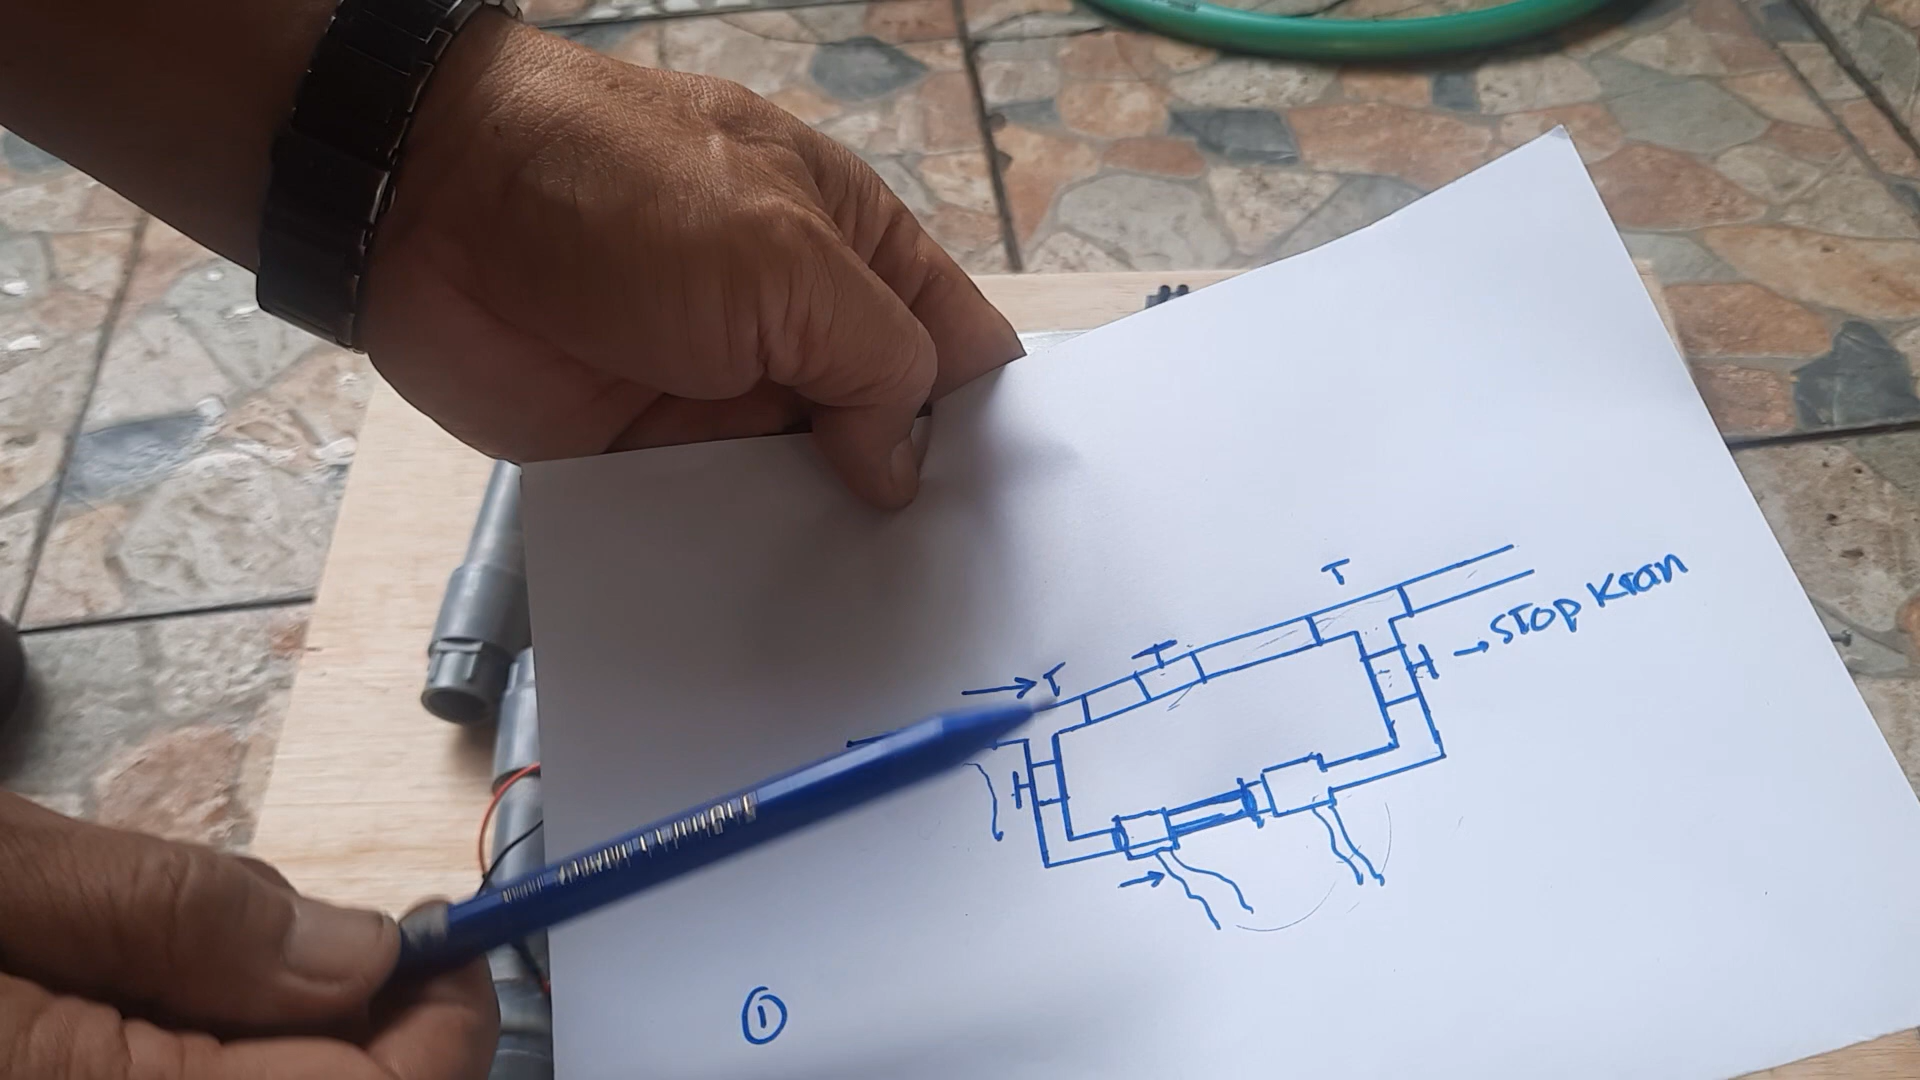 T
→ STOP Kran
T
→ T
①